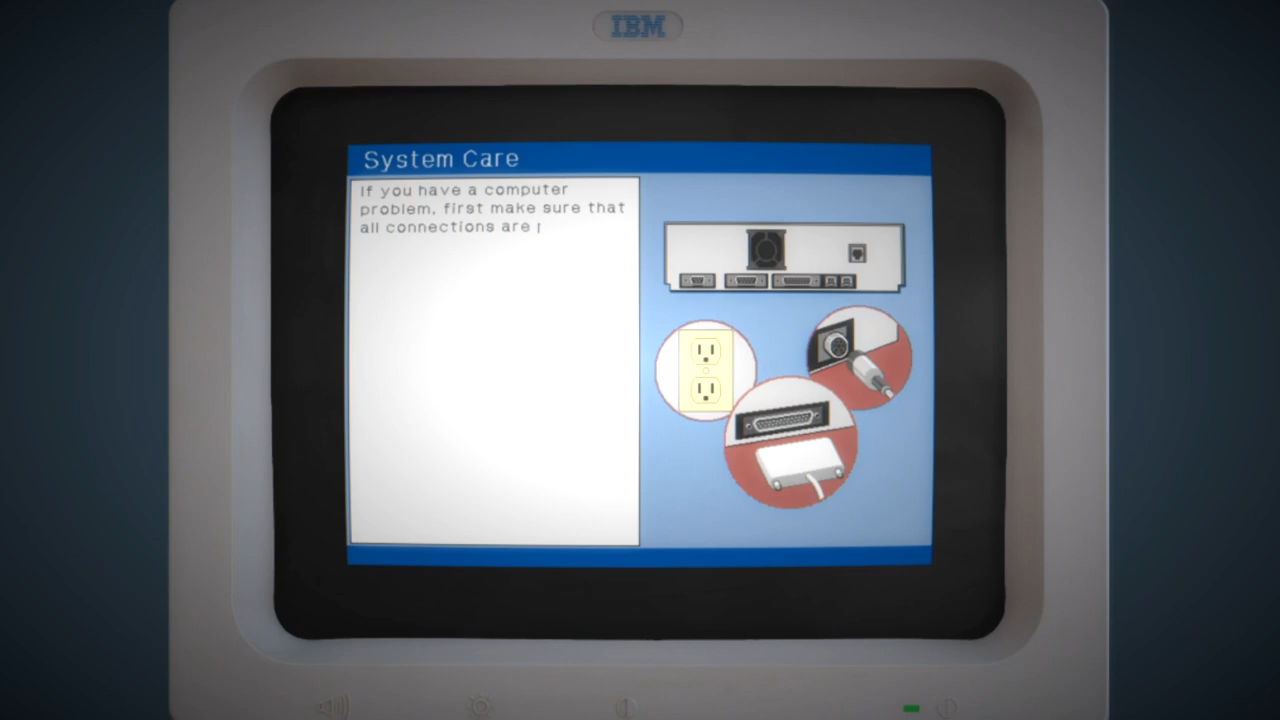 IBM
System Care
If you have a computer
problem, first make sure that
all connections are